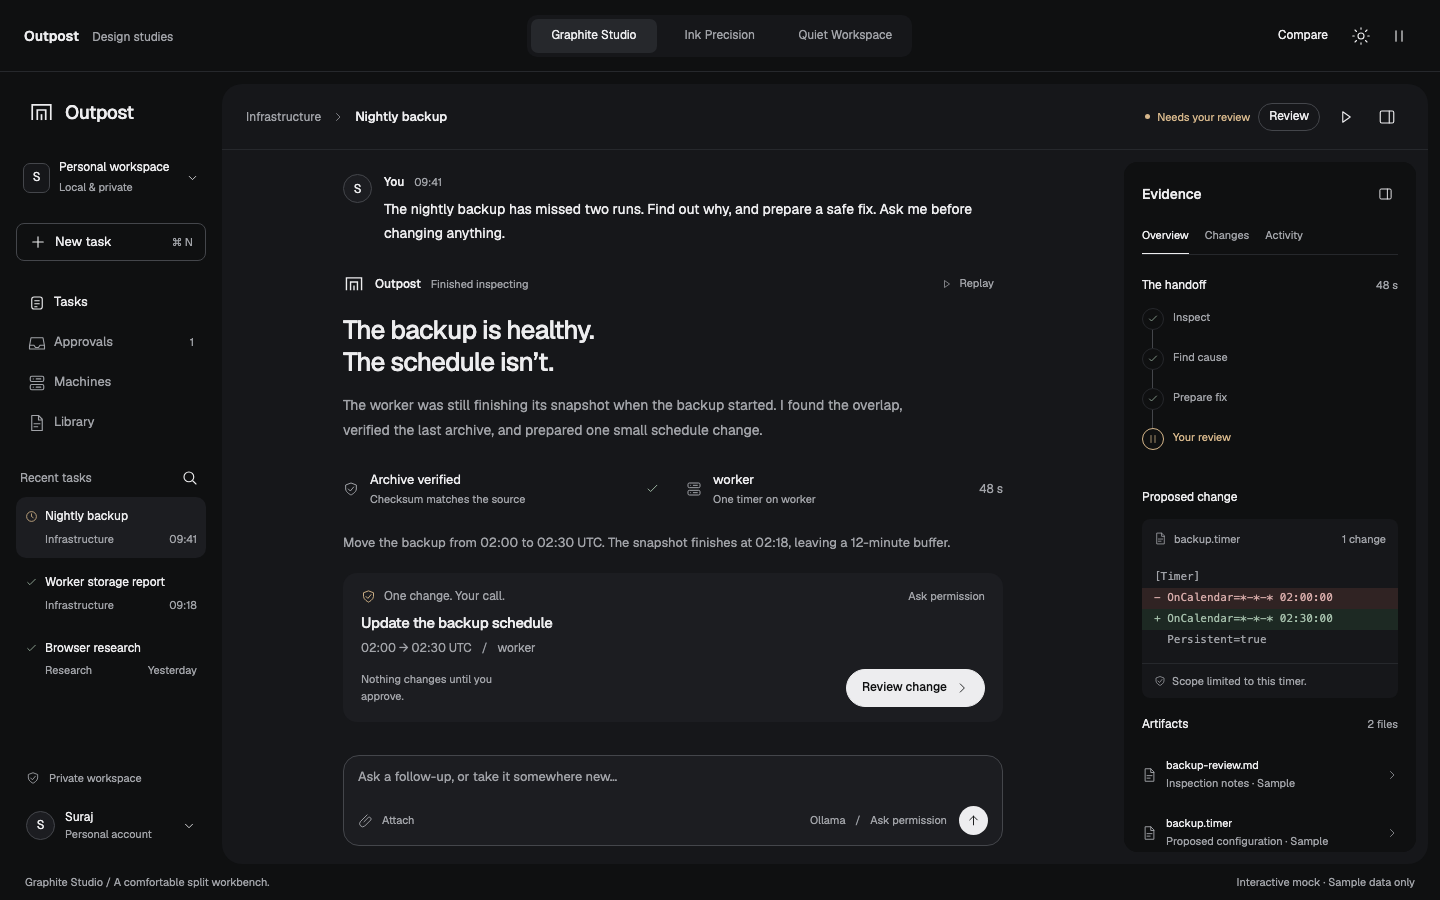 Outpost Design studies
Graphite Studio Ink Precision Quiet Workspace
Compare
Outpost
S Personal workspace
Local & private
New task ⌘ N
Tasks
Approvals 1
Machines
Library
Recent tasks
Nightly backup
Infrastructure 09:41
Worker storage report
Infrastructure 09:18
Browser research
Research Yesterday
Private workspace
S Suraj
Personal account
Infrastructure > Nightly backup
Needs your review Review
S You 09:41
The nightly backup has missed two runs. Find out why, and prepare a safe fix. Ask me before
changing anything.
Outpost Finished inspecting Replay
The backup is healthy.
The schedule isn’t.
The worker was still finishing its snapshot when the backup started. I found the overlap,
verified the last archive, and prepared one small schedule change.
Archive verified
Checksum matches the source
worker
One timer on worker
48 s
Move the backup from 02:00 to 02:30 UTC. The snapshot finishes at 02:18, leaving a 12-minute buffer.
One change. Your call. Ask permission
Update the backup schedule
02:00 → 02:30 UTC / worker
Nothing changes until you
approve.
Review change
Ask a follow-up, or take it somewhere new…
Attach Ollama / Ask permission
Evidence
Overview Changes Activity
The handoff 48 s
Inspect
Find cause
Prepare fix
Your review
Proposed change
backup.timer 1 change
[Timer]
− OnCalendar=*-*-* 02:00:00
+ OnCalendar=*-*-* 02:30:00
Persistent=true
Scope limited to this timer.
Artifacts 2 files
backup-review.md
Inspection notes · Sample
backup.timer
Proposed configuration · Sample
Graphite Studio / A comfortable split workbench.
Interactive mock · Sample data only